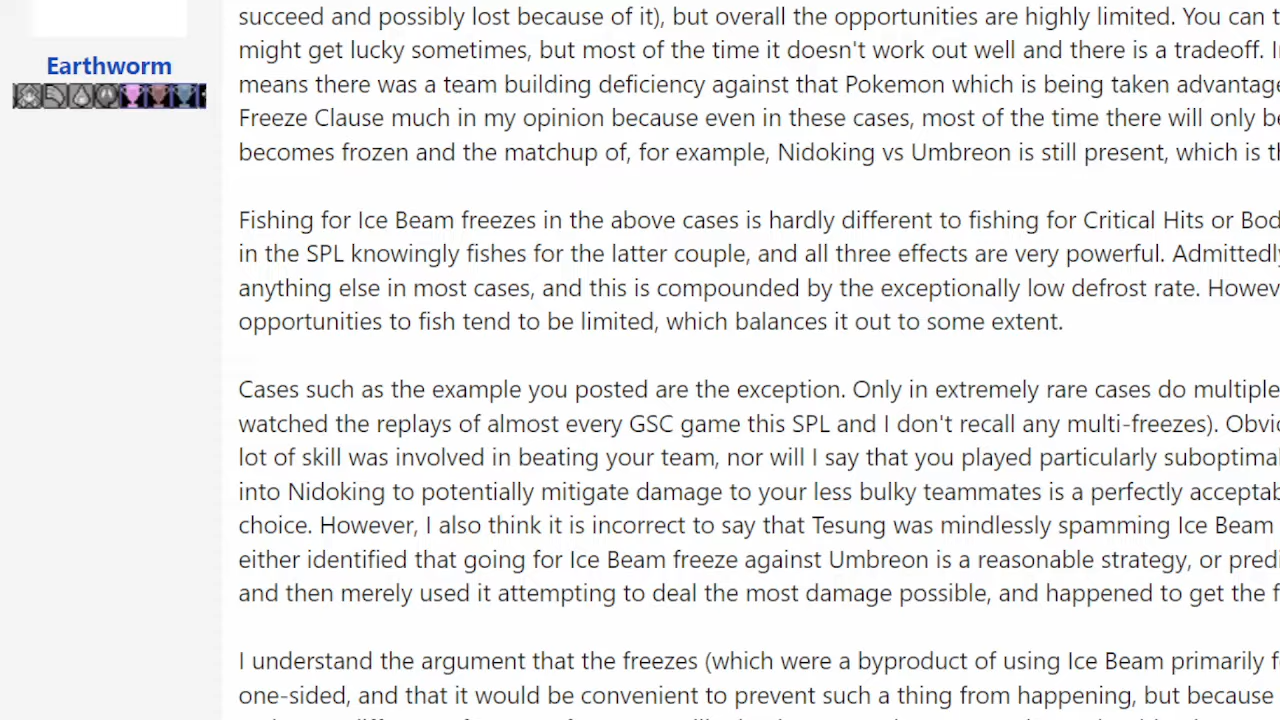 succeed and possibly lost because of it), but overall the opportunities are highly limited. You can
might get lucky sometimes, but most of the time it doesn't work out well and there is a tradeoff.
Earthworm
means there was a team building deficiency against that Pokemon which is being taken
Freeze Clause much in my opinion because even in these cases, most of the time there will only
becomes frozen and the matchup of, for example, Nidoking vs Umbreon is still present, which is
Fishing for Ice Beam freezes in the above cases is hardly different to fishing for Critical Hits or
in the SPL knowingly fishes for the latter couple, and all three effects are very powerful.
anything else in most cases, and this is compounded by the exceptionally low defrost rate.
opportunities to fish tend to be limited, which balances it out to some extent.
Cases such as the example you posted are the exception. Only in extremely rare cases do multiple
watched the replays of almost every GSC game this SPL and I don't recall any multi-freezes).
lot of skill was involved in beating your team, nor will I say that you played particularly
into Nidoking to potentially mitigate damage to your less bulky teammates is a perfectly
choice. However, I also think it is incorrect to say that Tesung was mindlessly spamming Ice Beam
either identified that going for Ice Beam freeze against Umbreon is a reasonable strategy, or
and then merely used it attempting to deal the most damage possible, and happened to get the
I understand the argument that the freezes (which were a byproduct of using Ice Beam primarily
one-sided, and that it would be convenient to prevent such a thing from happening, but because